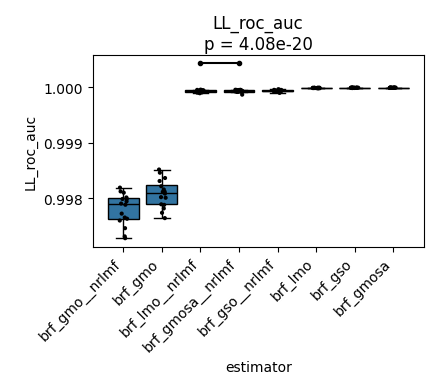 LL_roc_auc
p = 4.08e-20
LL_roc_auc
1.000
0.999
0.998
brf_gmo__nrlmf
brf_gmo
brf_lmo__nrlmf
brf_gmosa__nrlmf
brf_gso__nrlmf
brf_lmo
brf_gso
brf_gmosa
estimator